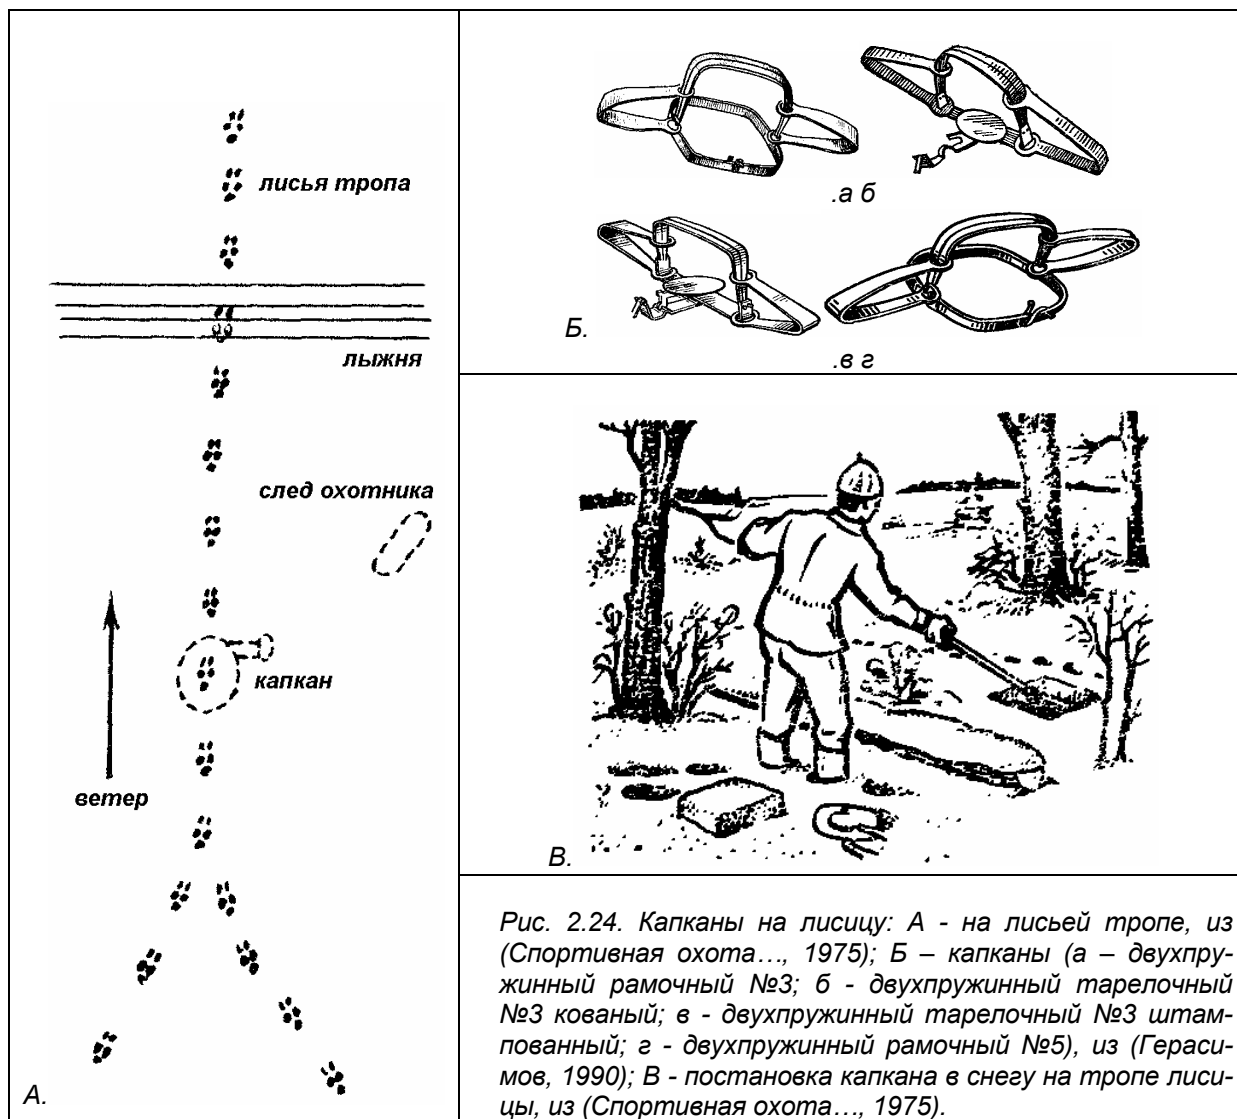 лисья тропа
лыжня
след охотника
капкан
ветер
А.
.а б
Б.
.в г
В.
Рис. 2.24. Капканы на лисицу: А - на лисьей тропе, из
(Спортивная охота…, 1975); Б – капканы (а – двухпру-
жинный рамочный №3; б - двухпружинный тарелочный
№3 кованый; в - двухпружинный тарелочный №3 штам-
пованный; г - двухпружинный рамочный №5), из (Гераси-
мов, 1990); В - постановка капкана в снегу на тропе лиси-
цы, из (Спортивная охота…, 1975).